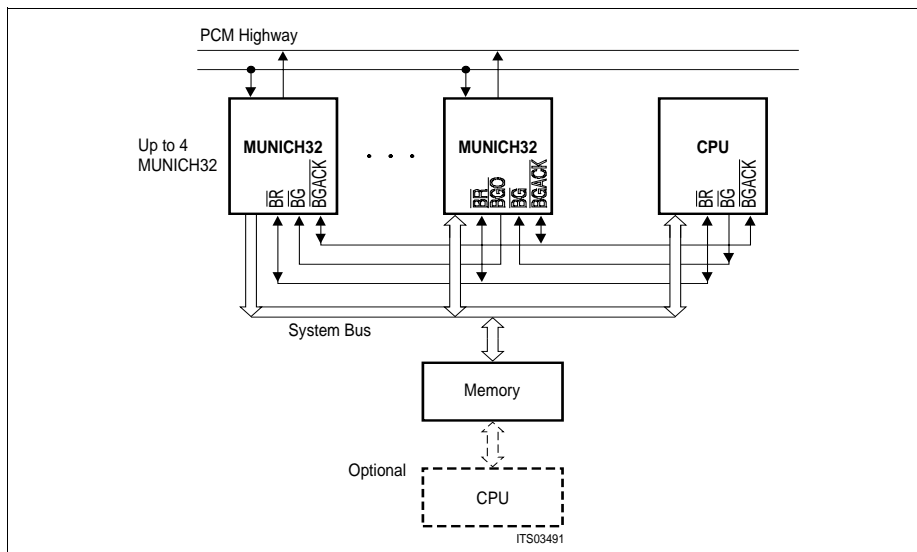 PCM Highway
Up to 4
MUNICH32
MUNICH32
BR
BG
BGACK
. . .
MUNICH32
BR
BGO
BG
BGACK
CPU
BR
BG
BGACK
System Bus
Memory
Optional
CPU
ITS03491